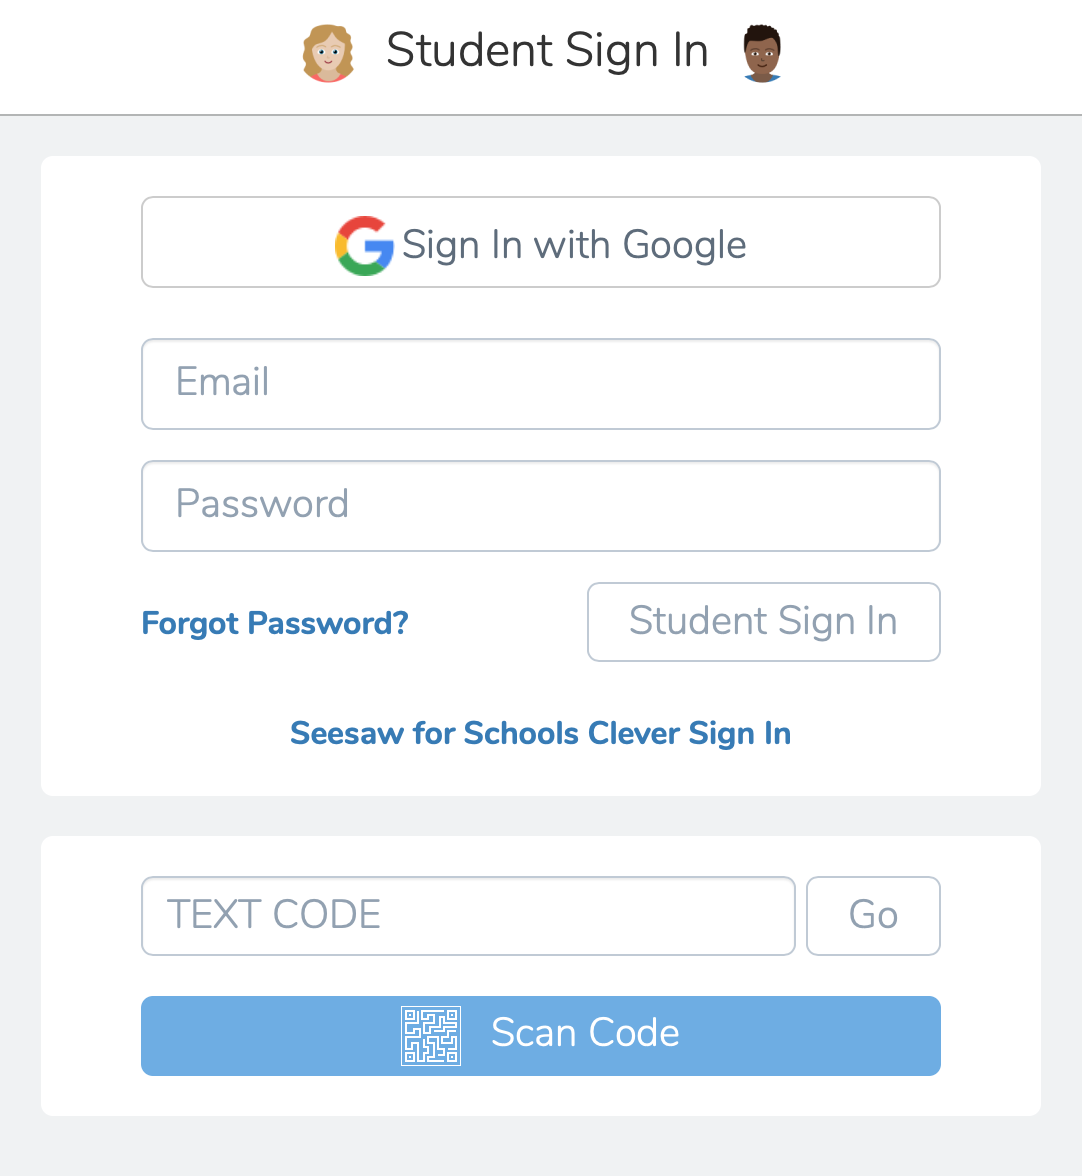 Student Sign In
Sign In with Google
Email
Password
Forgot Password?
Student Sign In
Seesaw for Schools Clever Sign In
TEXT CODE
Go
Scan Code